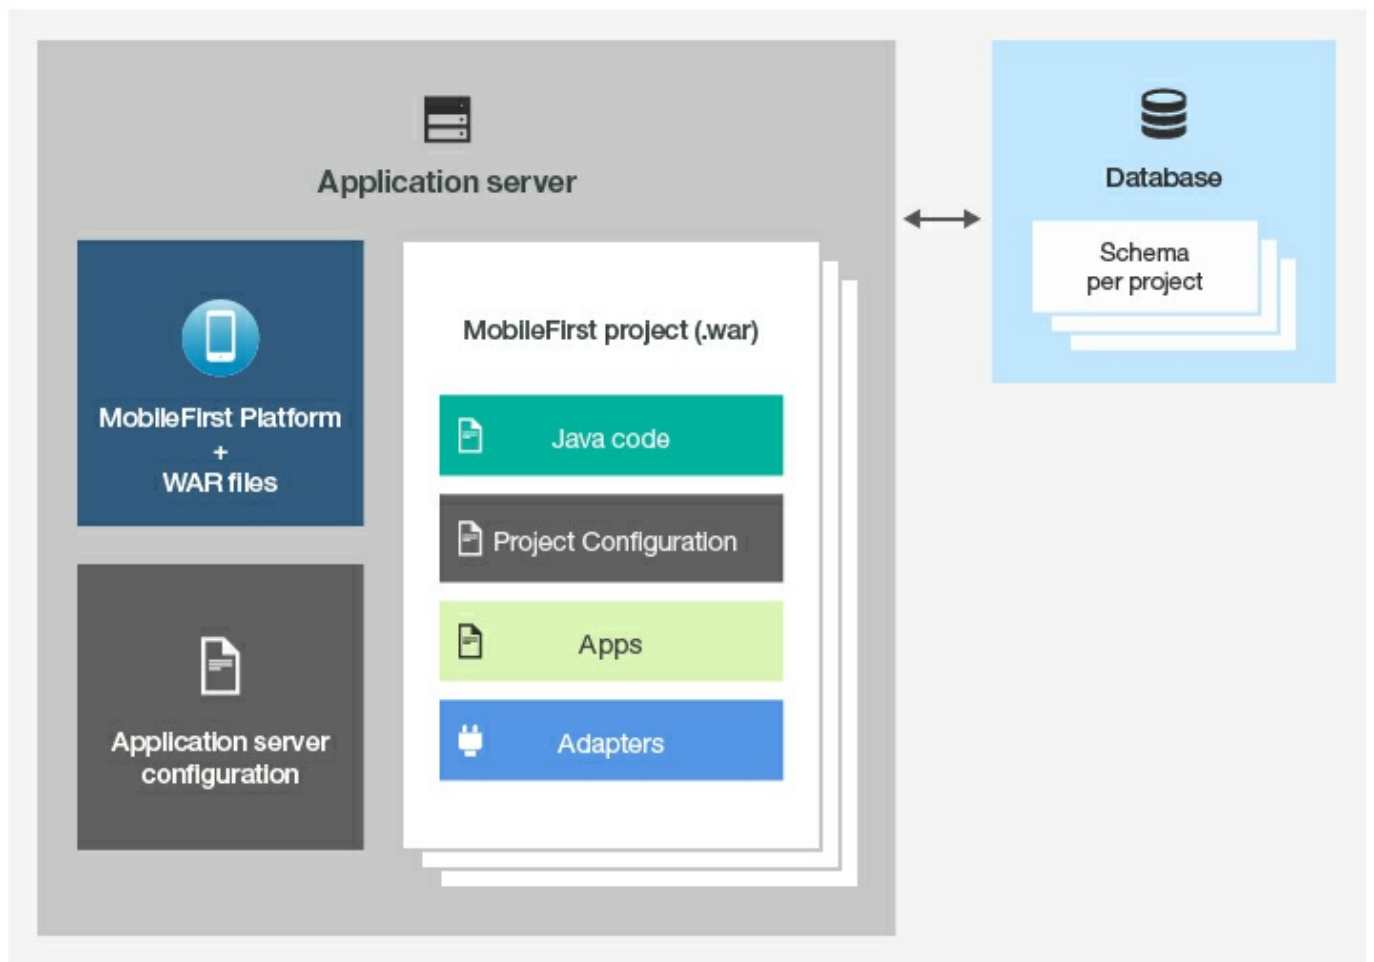 Application server
MobileFirst Platform
+
WAR files
Application server
configuration
MobileFirst project (.war)
Java code
Project Configuration
Apps
Adapters
Database
Schema
per project